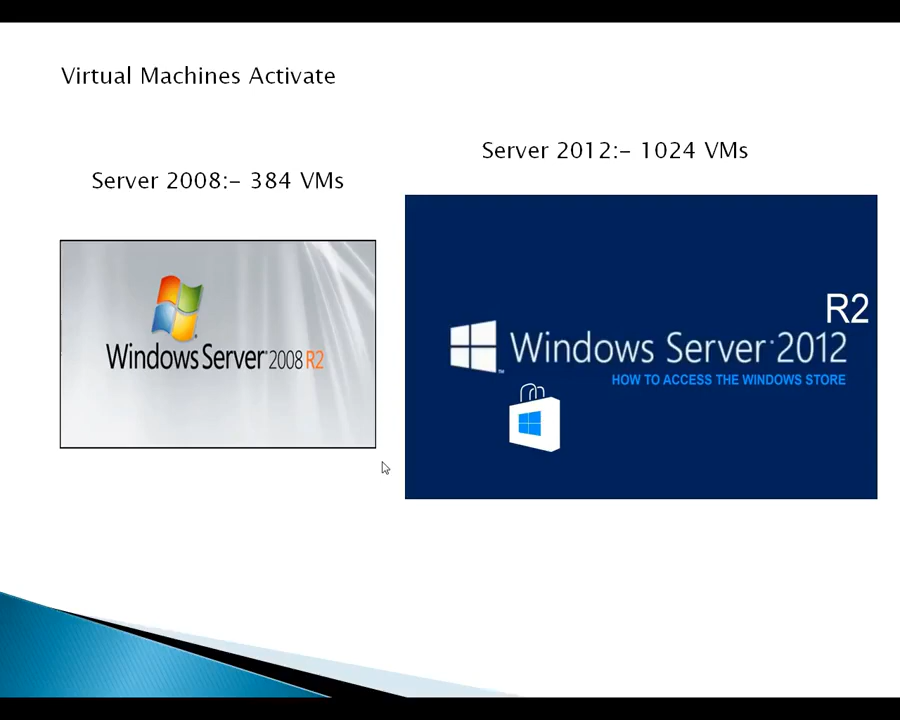 Virtual Machines Activate
Server 2012:- 1024 VMs
Server 2008:- 384 VMs
Windows Server 2008 R2
R2
Windows Server 2012
HOW TO ACCESS THE WINDOWS STORE